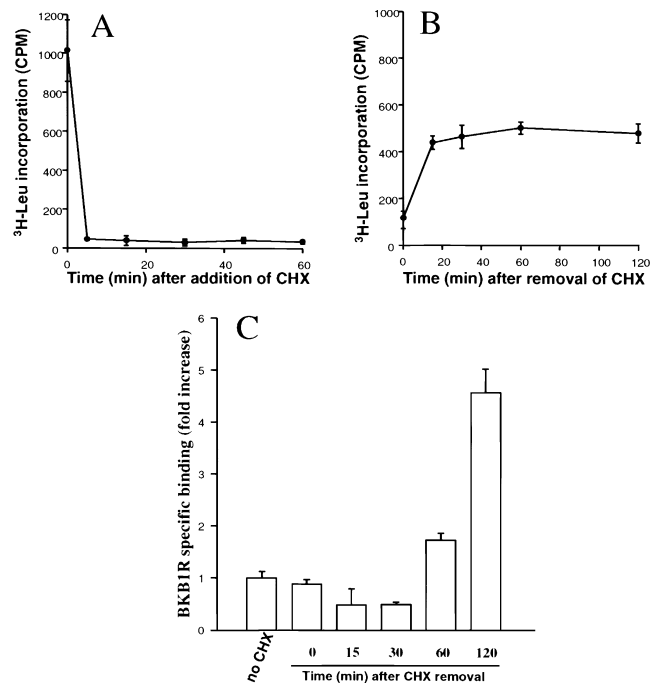 A
1200
1000
800
600
400
200
0
³H-Leu incorporation (CPM)
0 20 40 60
Time (min) after addition of CHX
B
1000
800
600
400
200
0
³H-Leu incorporation (CPM)
0 20 40 60 80 100 120
Time (min) after removal of CHX
C
6
5
4
3
2
1
0
BKB1R specific binding (fold increase)
no CHX 0 15 30 60 120
Time (min) after CHX removal